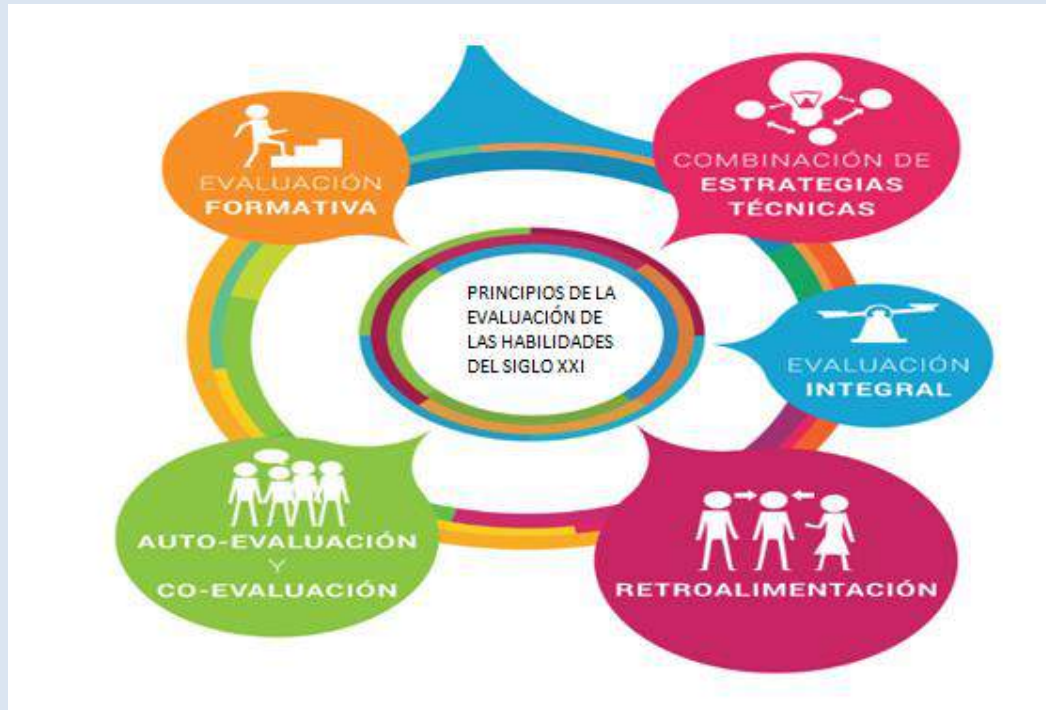 EVALUACIÓN
FORMATIVA
COMBINACIÓN DE
ESTRATEGIAS
TÉCNICAS
PRINCIPIOS DE LA
EVALUACIÓN DE
LAS HABILIDADES
DEL SIGLO XXI
EVALUACIÓN
INTEGRAL
AUTO-EVALUACIÓN
Y
CO-EVALUACIÓN
RETROALIMENTACIÓN